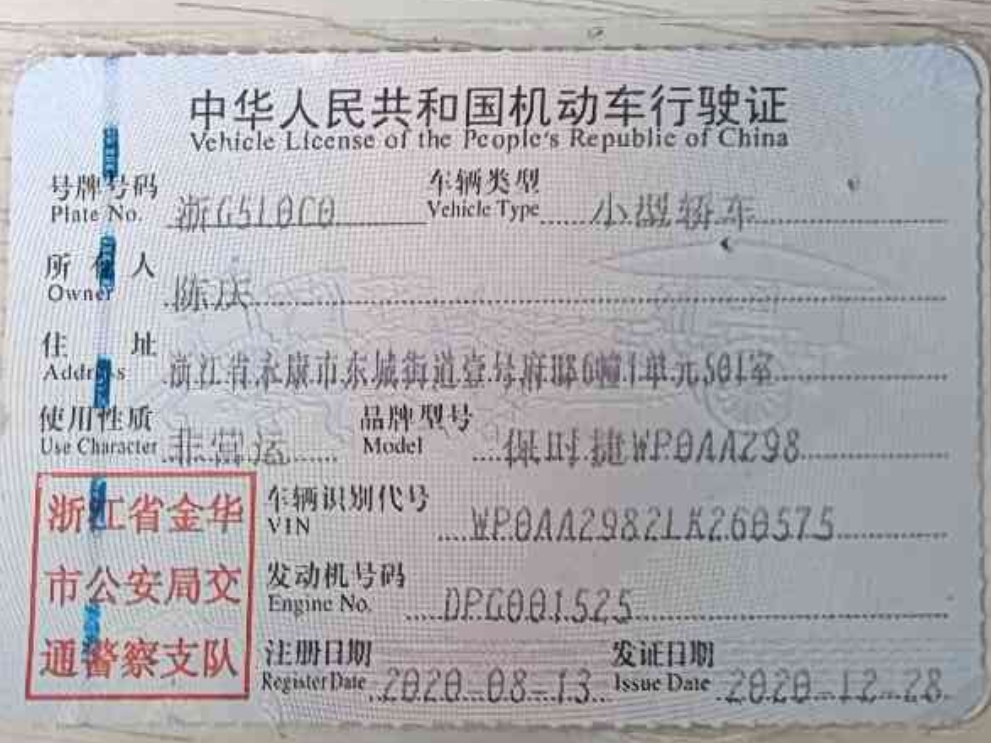 中华人民共和国机动车行驶证
Vehicle License of the People's Republic of China
号牌号码 浙G510C0 车辆类型 小型轿车
Plate No. Vehicle Type
所有人 陈庆
Owner
住址 浙江省永康市东城街道壹号府邸6幢1单元501室
Address
使用性质 非营运 品牌型号 保时捷WP0AA298
Use Character Model
浙江省金华
市公安局交
通警察支队
车辆识别代号 WP0AA2982LK260575
VIN
发动机号码 DPG001525
Engine No.
注册日期 2020-08-13 发证日期 2020-12-28
Register Date Issue Date